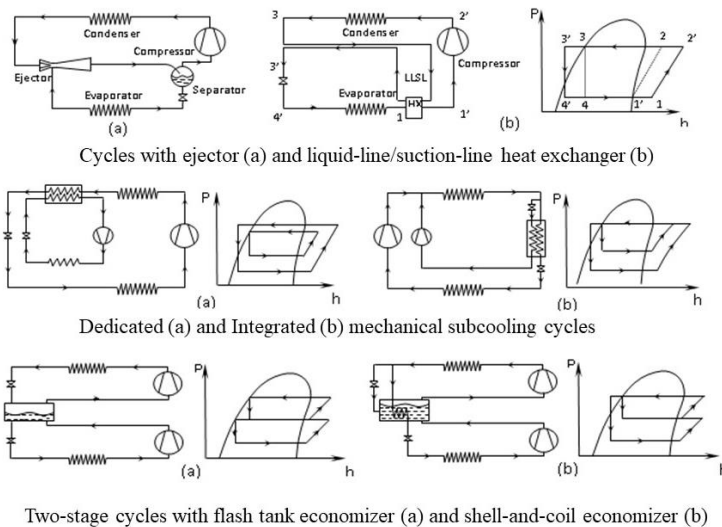 Condenser
Compressor
Ejector
Separator
Evaporator
(a)
3
2'
Condenser
Compressor
3'
LLSL
HX
Evaporator
4'
1
1'
(b)
P
3'
3
2
2'
4'
4
1'
1
h
Cycles with ejector (a) and liquid-line/suction-line heat exchanger (b)
(a)
P
h
(b)
P
h
Dedicated (a) and Integrated (b) mechanical subcooling cycles
(a)
P
h
(b)
P
h
Two-stage cycles with flash tank economizer (a) and shell-and-coil economizer (b)